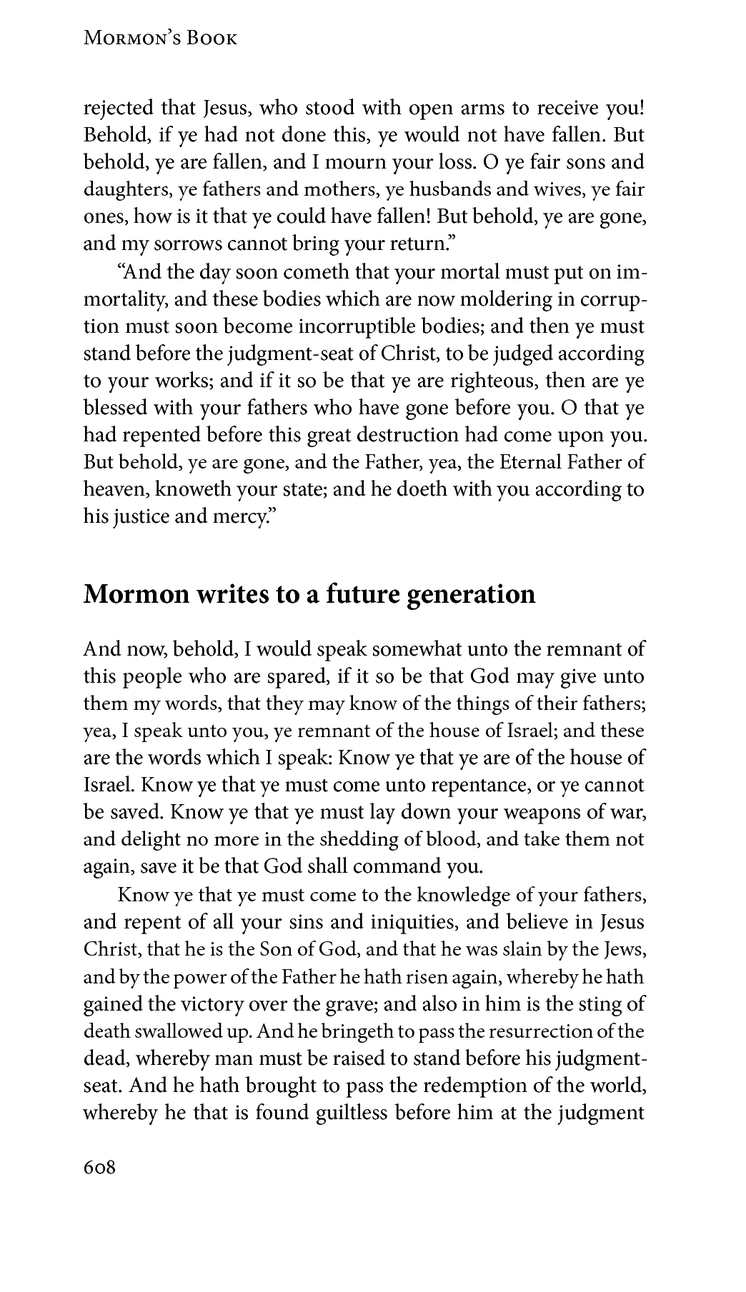 Mormon’s Book
rejected that Jesus, who stood with open arms to receive you!
Behold, if ye had not done this, ye would not have fallen. But
behold, ye are fallen, and I mourn your loss. O ye fair sons and
daughters, ye fathers and mothers, ye husbands and wives, ye fair
ones, how is it that ye could have fallen! But behold, ye are gone,
and my sorrows cannot bring your return.”
“And the day soon cometh that your mortal must put on im-
mortality, and these bodies which are now moldering in corrup-
tion must soon become incorruptible bodies; and then ye must
stand before the judgment-seat of Christ, to be judged according
to your works; and if it so be that ye are righteous, then are ye
blessed with your fathers who have gone before you. O that ye
had repented before this great destruction had come upon you.
But behold, ye are gone, and the Father, yea, the Eternal Father of
heaven, knoweth your state; and he doeth with you according to
his justice and mercy.”
Mormon writes to a future generation
And now, behold, I would speak somewhat unto the remnant of
this people who are spared, if it so be that God may give unto
them my words, that they may know of the things of their fathers;
yea, I speak unto you, ye remnant of the house of Israel; and these
are the words which I speak: Know ye that ye are of the house of
Israel. Know ye that ye must come unto repentance, or ye cannot
be saved. Know ye that ye must lay down your weapons of war,
and delight no more in the shedding of blood, and take them not
again, save it be that God shall command you.
Know ye that ye must come to the knowledge of your fathers,
and repent of all your sins and iniquities, and believe in Jesus
Christ, that he is the Son of God, and that he was slain by the Jews,
and by the power of the Father he hath risen again, whereby he hath
gained the victory over the grave; and also in him is the sting of
death swallowed up. And he bringeth to pass the resurrection of the
dead, whereby man must be raised to stand before his judgment-
seat. And he hath brought to pass the redemption of the world,
whereby he that is found guiltless before him at the judgment
608